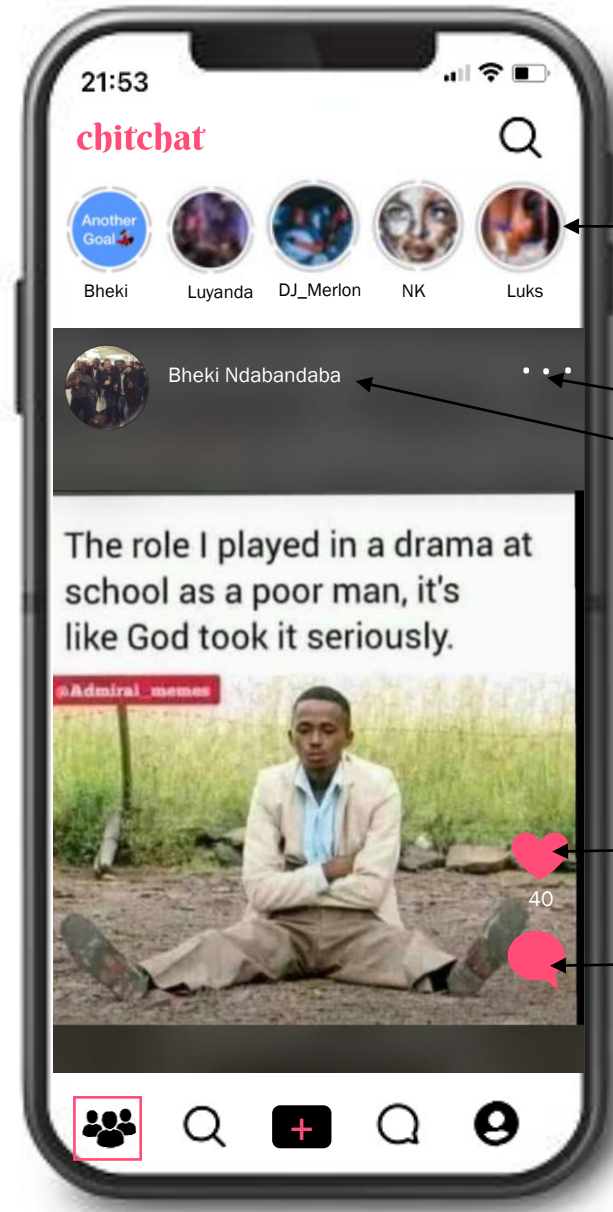 21:53
chitchat
Another
Goal
Bheki
Luyanda
DJ_Merlon
NK
Luks
Bheki Ndabandaba
The role I played in a drama at
school as a poor man, it's
like God took it seriously.
@Admiral_memes
40